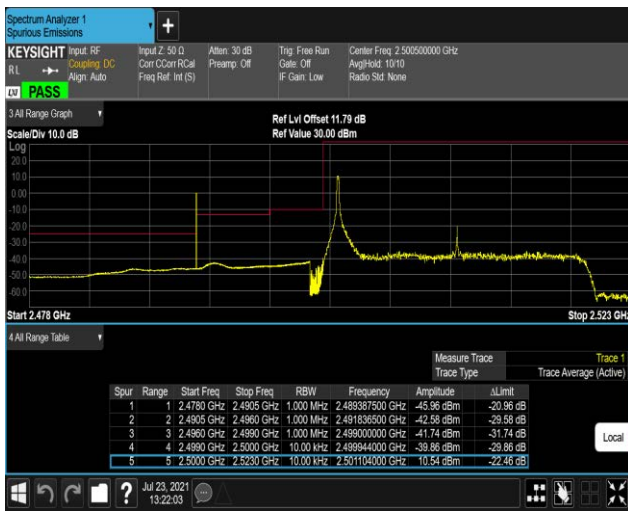 Spectrum Analyzer 1
Spurious Emissions
+
KEYSIGHT Input: RF Input Z: 50 Ω Atten: 30 dB Trig: Free Run Center Freq: 2.500500000 GHz
RL Coupling: DC Corr CCorr RCal Preamp: Off Gate: Off Avg|Hold: 10/10
Align: Auto Freq Ref: Int (S) IF Gain: Low Radio Std: None
LXI PASS
3 All Range Graph
Ref Lvl Offset 11.79 dB
Scale/Div 10.0 dB Ref Value 30.00 dBm
Log
20.0
10.0
0.00
-10.0
-20.0
-30.0
-40.0
-50.0
-60.0
Start 2.478 GHz Stop 2.523 GHz
4 All Range Table
Measure Trace Trace 1
Trace Type Trace Average (Active)
Spur Range Start Freq Stop Freq RBW Frequency Amplitude ΔLimit
1 1 2.4780 GHz 2.4905 GHz 1.000 MHz 2.489387500 GHz -45.96 dBm -20.96 dB
2 2 2.4905 GHz 2.4960 GHz 1.000 MHz 2.491836500 GHz -42.58 dBm -29.58 dB
3 3 2.4960 GHz 2.4990 GHz 1.000 MHz 2.499000000 GHz -41.74 dBm -31.74 dB
4 4 2.4990 GHz 2.5000 GHz 10.00 kHz 2.499944000 GHz -39.86 dBm -29.86 dB
5 5 2.5000 GHz 2.5230 GHz 10.00 kHz 2.501104000 GHz 10.54 dBm -22.46 dB
Local
?
Jul 23, 2021
13:22:03